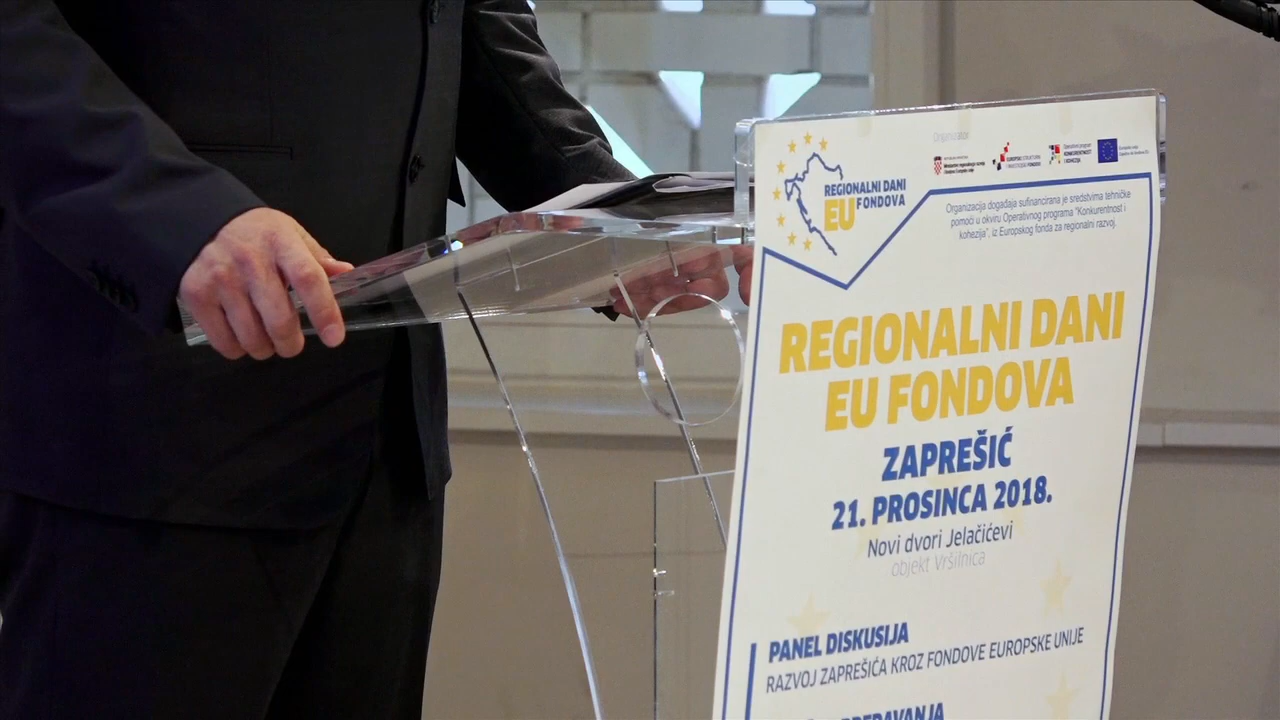 Organizator
REGIONALNI DANI
EU FONDOVA
Organizacija događaja sufinancirana je sredstvima tehničke
pomoći u okviru Operativnog programa "Konkurentnost i
kohezija", iz Europskog fonda za regionalni razvoj.
REGIONALNI DANI
EU FONDOVA
ZAPREŠIĆ
21. PROSINCA 2018.
Novi dvori Jelačićevi
objekt Vršilnica
PANEL DISKUSIJA
RAZVOJ ZAPREŠIĆA KROZ FONDOVE EUROPSKE UNIJE